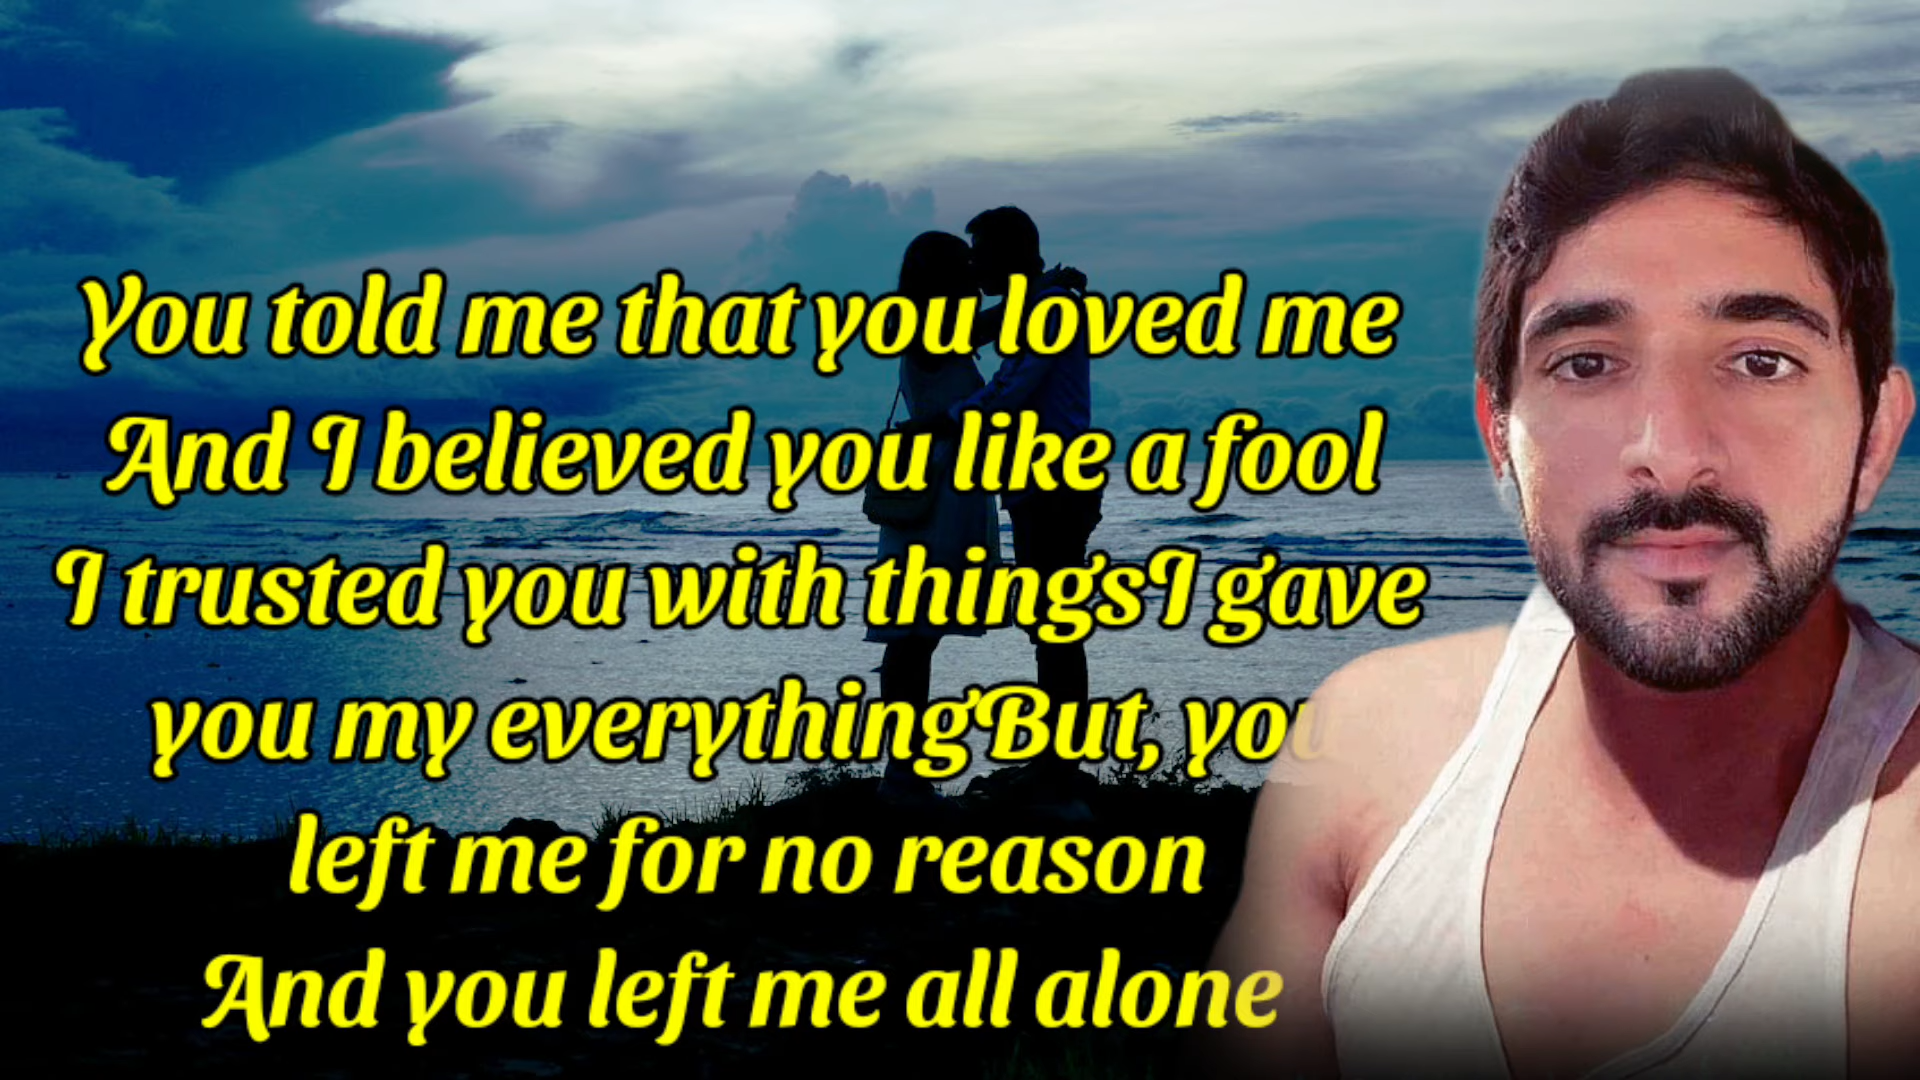 You told me that you loved me
And I believed you like a fool
I trusted you with thingsI gave
you my everythingBut, you
left me for no reason
And you left me all alone